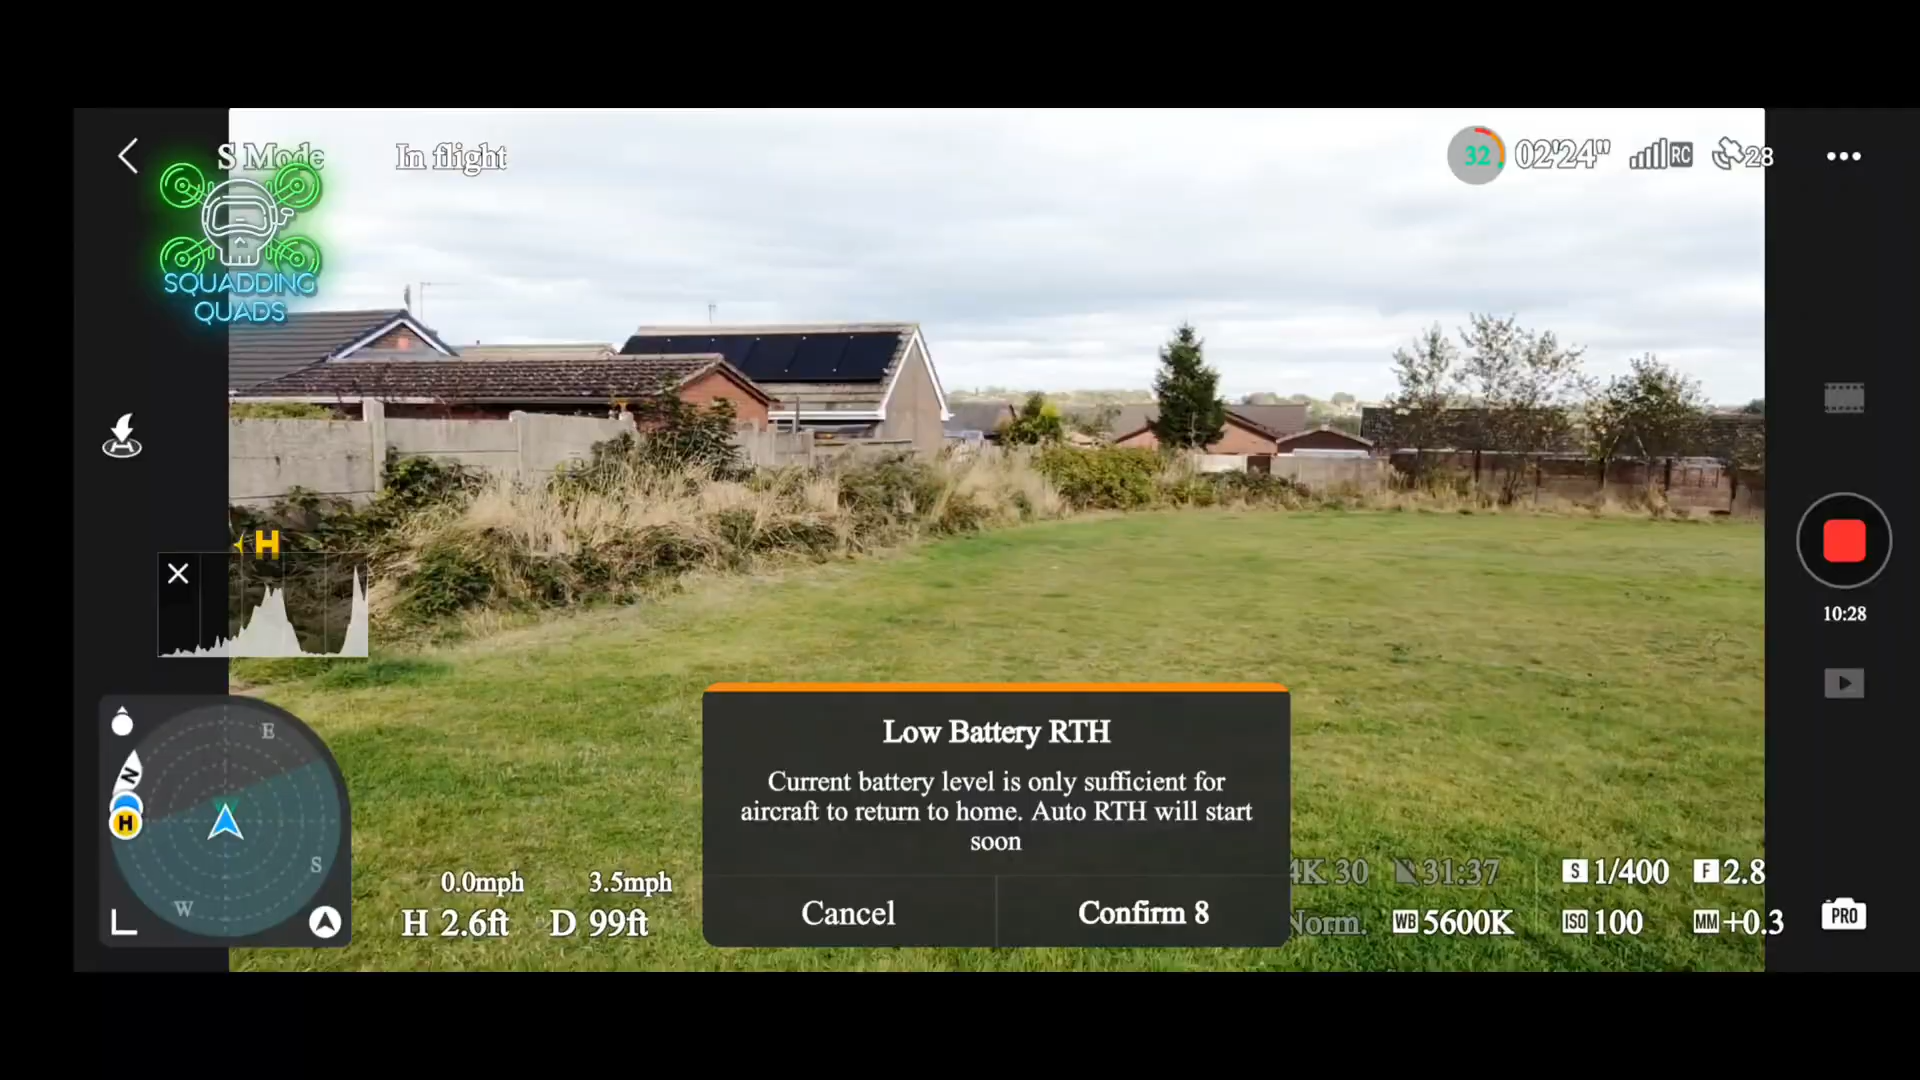 S Mode
In flight
32
02'24"
RC
28
SQUADDING
QUADS
H
10:28
E
N
H
S
W
0.0mph
3.5mph
H 2.6ft
D 99ft
Low Battery RTH
Current battery level is only sufficient for
aircraft to return to home. Auto RTH will start
soon
Cancel
Confirm 8
4K 30
31:37
S 1/400
F 2.8
Norm.
WB 5600K
ISO 100
MM +0.3
PRO